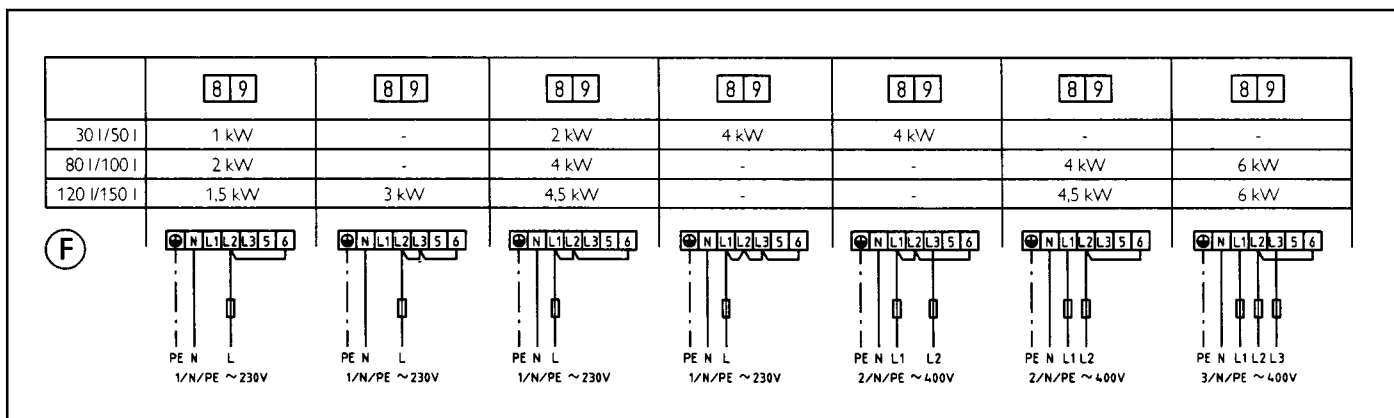 8 9 8 9 8 9 8 9 8 9 8 9 8 9
30 l/50 l 1 kW - 2 kW 4 kW 4 kW - -
80 l/100 l 2 kW - 4 kW - - 4 kW 6 kW
120 l/150 l 1,5 kW 3 kW 4,5 kW - - 4,5 kW 6 kW
F N L1 L2 L3 5 6 N L1 L2 L3 5 6 N L1 L2 L3 5 6 N L1 L2 L3 5 6 N L1 L2 L3 5 6 N L1 L2 L3 5 6 N L1 L2 L3 5 6
PE N L PE N L PE N L PE N L PE N L1 L2 PE N L1 L2 PE N L1 L2 L3
1/N/PE ~230V 1/N/PE ~230V 1/N/PE ~230V 1/N/PE ~230V 2/N/PE ~400V 2/N/PE ~400V 3/N/PE ~400V